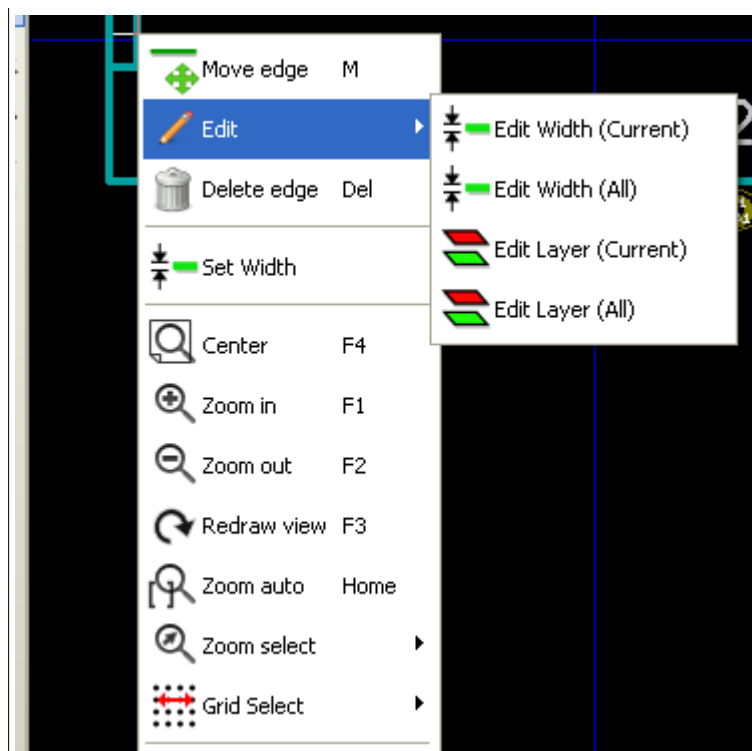 Move edge M
Edit
Delete edge Del
Set Width
Center F4
Zoom in F1
Zoom out F2
Redraw view F3
Zoom auto Home
Zoom select
Grid Select
Edit Width (Current)
Edit Width (All)
Edit Layer (Current)
Edit Layer (All)
2